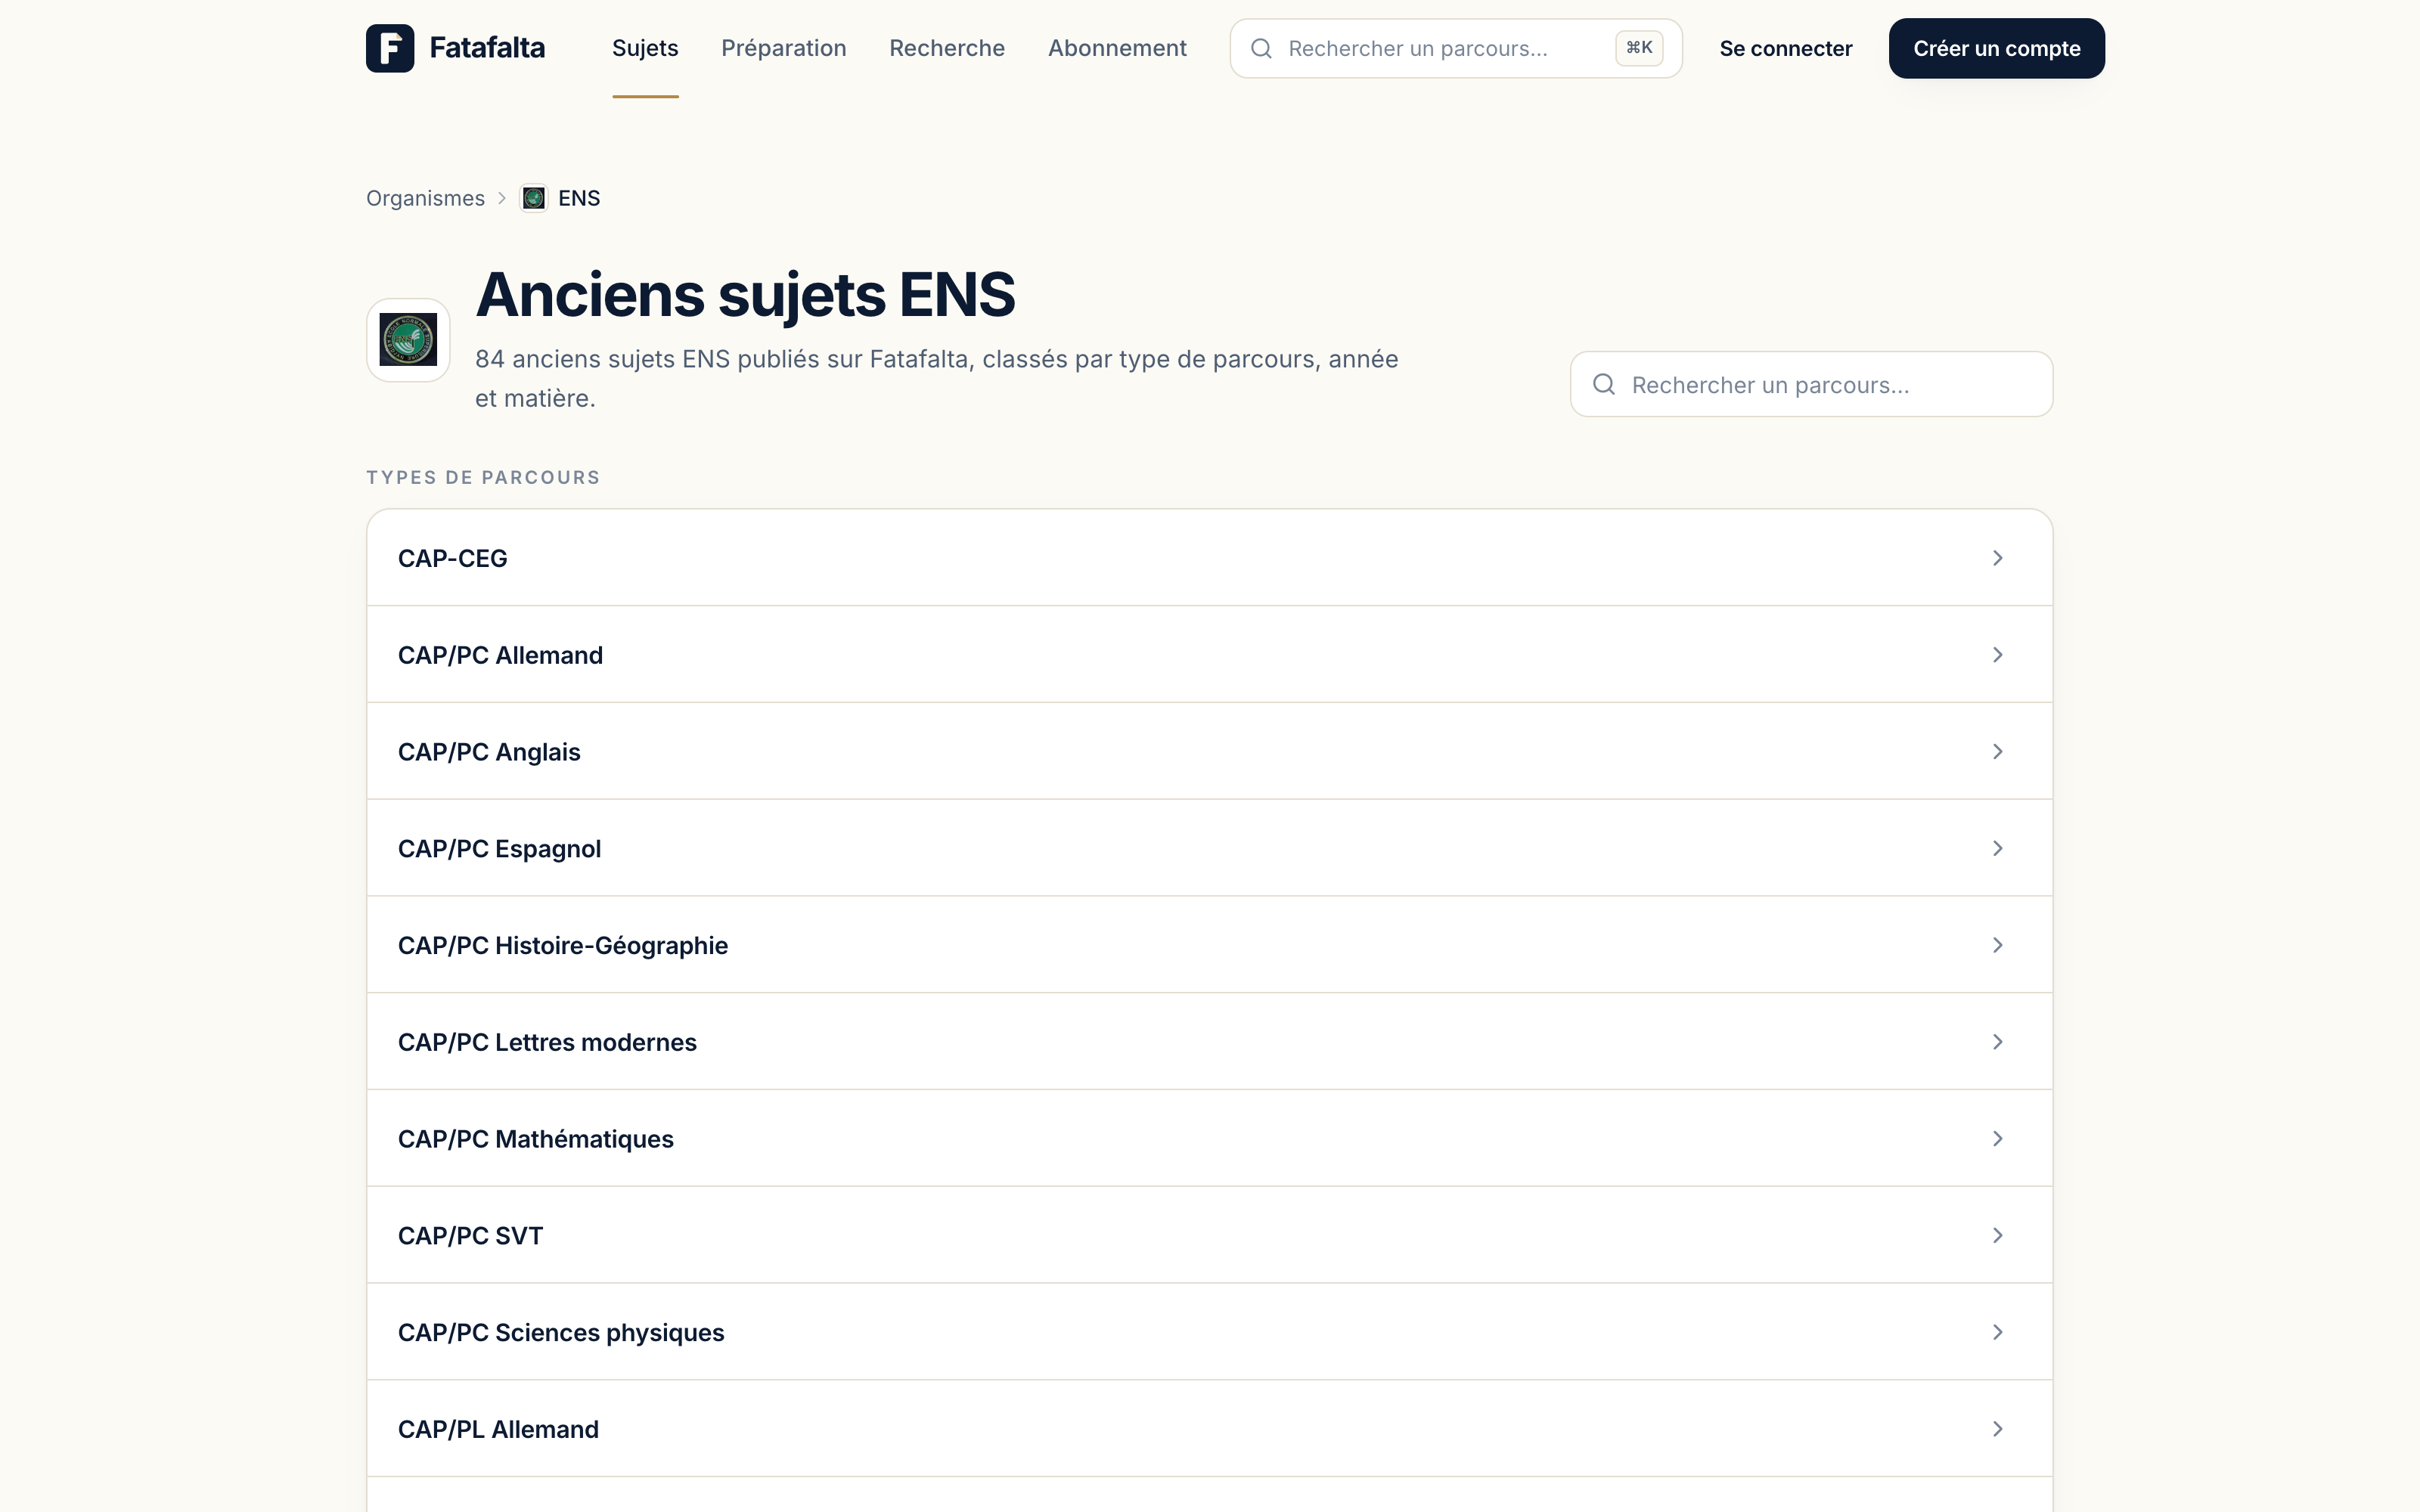 Fatafalta
Sujets
Préparation
Recherche
Abonnement
Rechercher un parcours...
⌘K
Se connecter
Créer un compte
Organismes
ENS
Anciens sujets ENS
84 anciens sujets ENS publiés sur Fatafalta, classés par type de parcours, année
et matière.
Rechercher un parcours...
TYPES DE PARCOURS
CAP-CEG
CAP/PC Allemand
CAP/PC Anglais
CAP/PC Espagnol
CAP/PC Histoire-Géographie
CAP/PC Lettres modernes
CAP/PC Mathématiques
CAP/PC SVT
CAP/PC Sciences physiques
CAP/PL Allemand